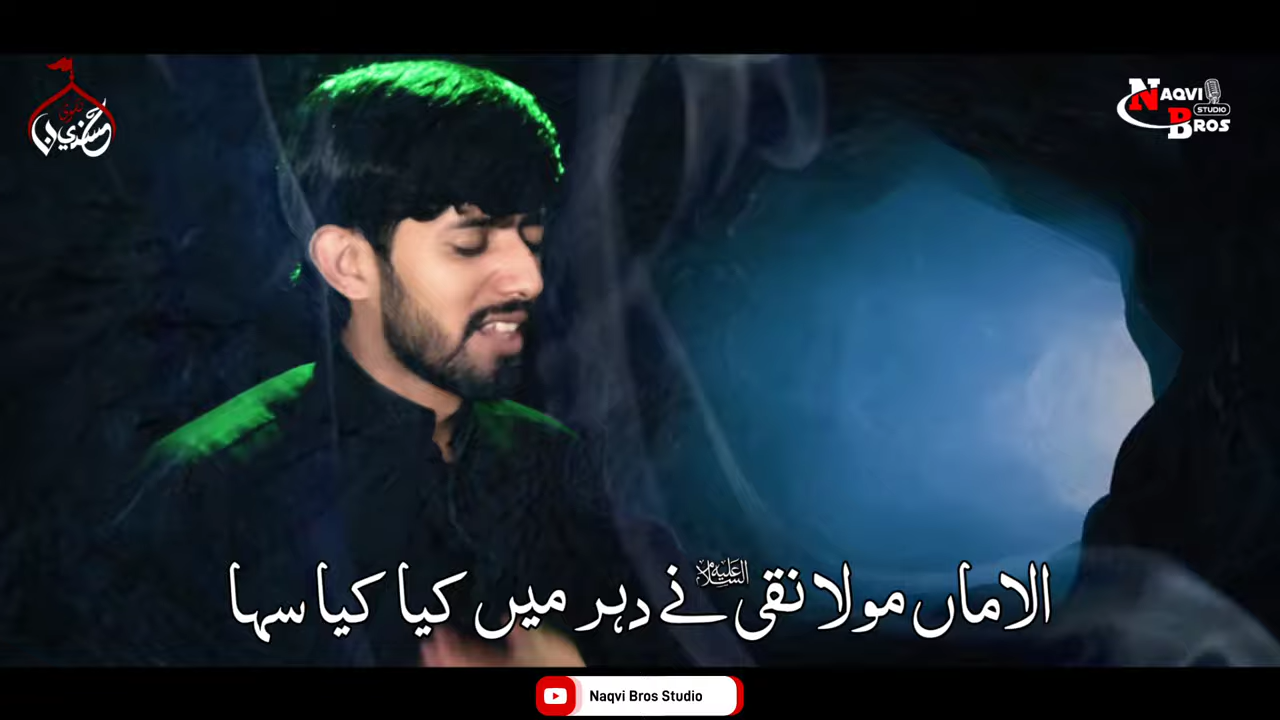 NAQVI
STUDIO
BROS
الاماں مولا نقی علیہ السلام نے دہر میں کیا کیا سہا
Naqvi Bros Studio